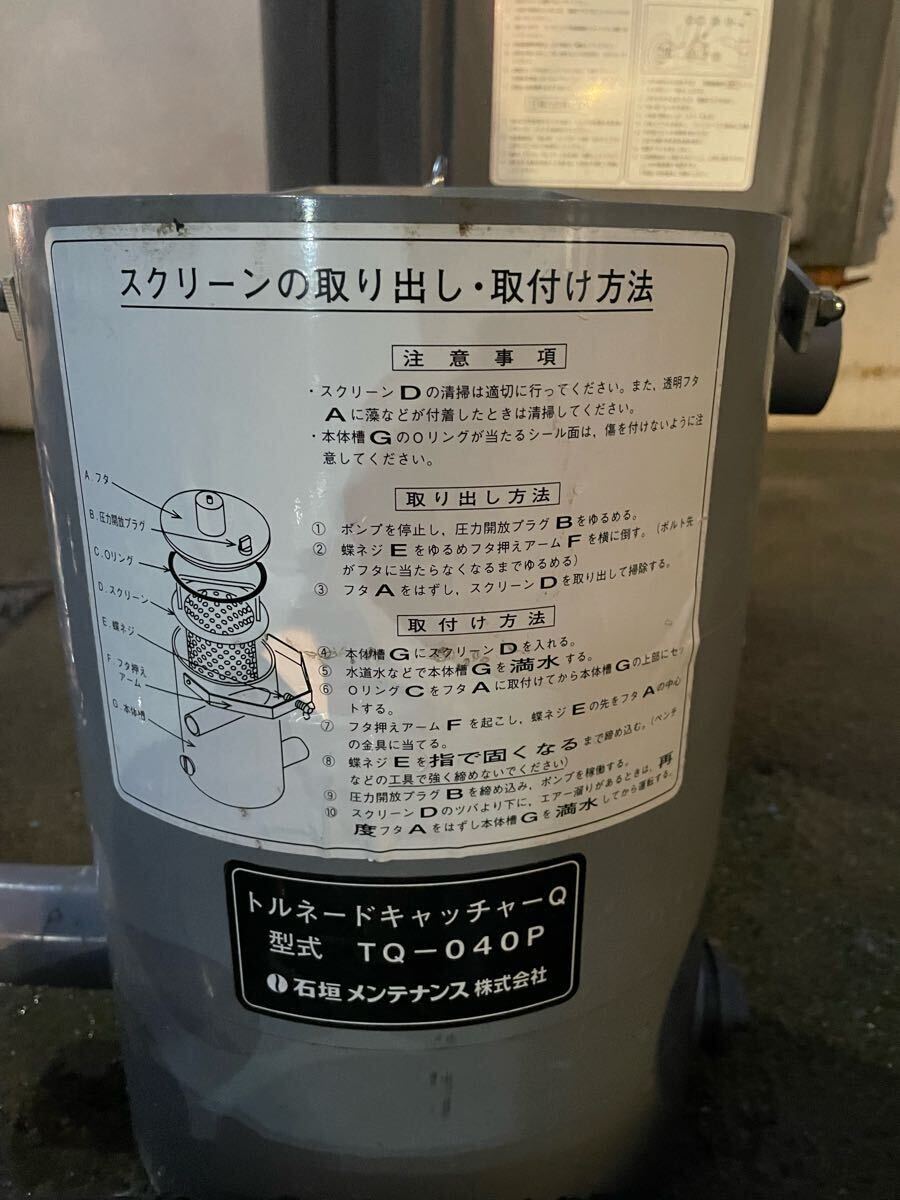 スクリーンの取り出し・取付け方法
注意事項
・スクリーンDの清掃は適切に行ってください。また、透明フタ
Aに藻などが付着したときは清掃してください。
・本体槽GのOリングが当たるシール面は、傷を付けないように注
意してください。
A.フタ
B.圧力開放プラグ
C.Oリング
D.スクリーン
E.蝶ネジ
F.フタ押え
アーム
G.本体槽
取り出し方法
① ポンプを停止し、圧力開放プラグBをゆるめる。
② 蝶ネジEをゆるめフタ押えアームFを横に倒す。(ボルト先
がフタに当たらなくなるまでゆるめる)
③ フタAをはずし、スクリーンDを取り出して掃除する。
取付け方法
④ 本体槽GにスクリーンDを入れる。
⑤ 水道水などで本体槽Gを満水する。
⑥ OリングCをフタAに取付けてから本体槽Gの上部にセッ
トする。
⑦ フタ押えアームFを起こし、蝶ネジEの先をフタAの中心
の金具に当てる。
⑧ 蝶ネジEを指で固くなるまで締め込む。(ペンチ
などの工具で強く締めないでください)
⑨ 圧力開放プラグBを締め込み、ポンプを稼働する。
⑩ スクリーンDのツバより下に、エアー溜りがあるときは、再
度フタAをはずし本体槽Gを満水してから運転する。
トルネードキャッチャーQ
型式 TQ-040P
石垣メンテナンス株式会社